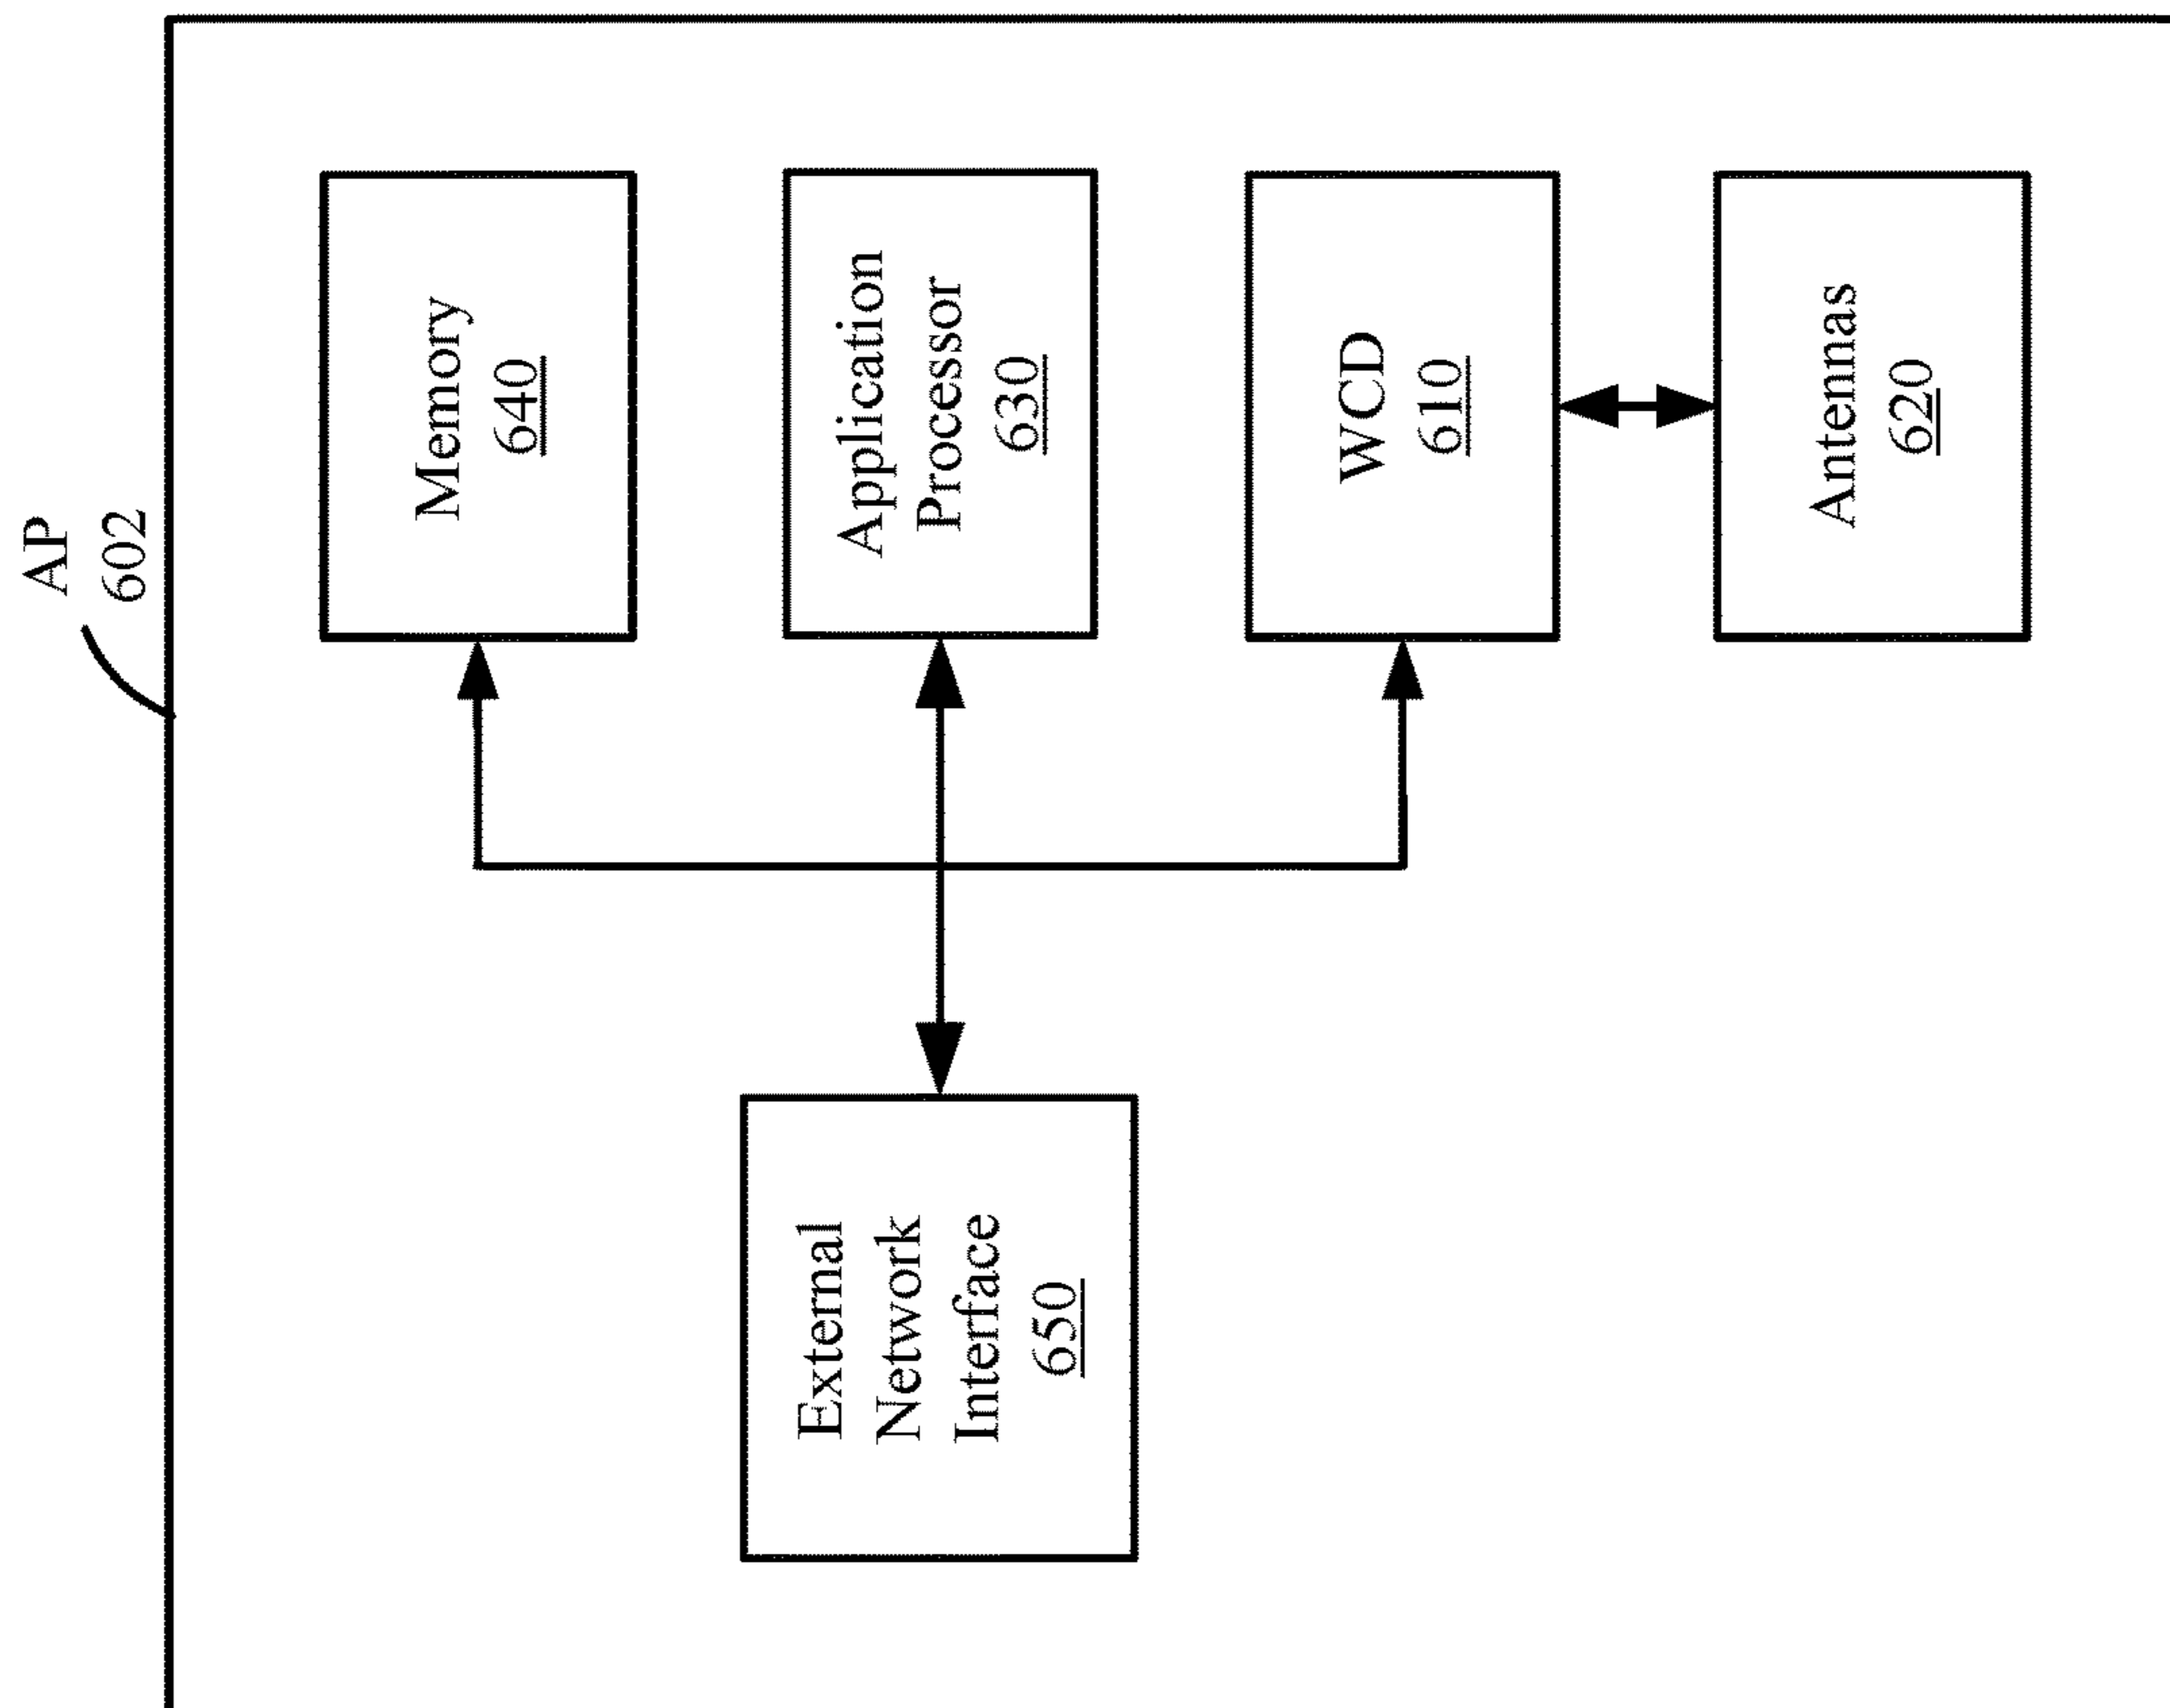 AP
602
Memory
640
Application
Processor
630
WCD
610
Antennas
620
External
Network
Interface
650